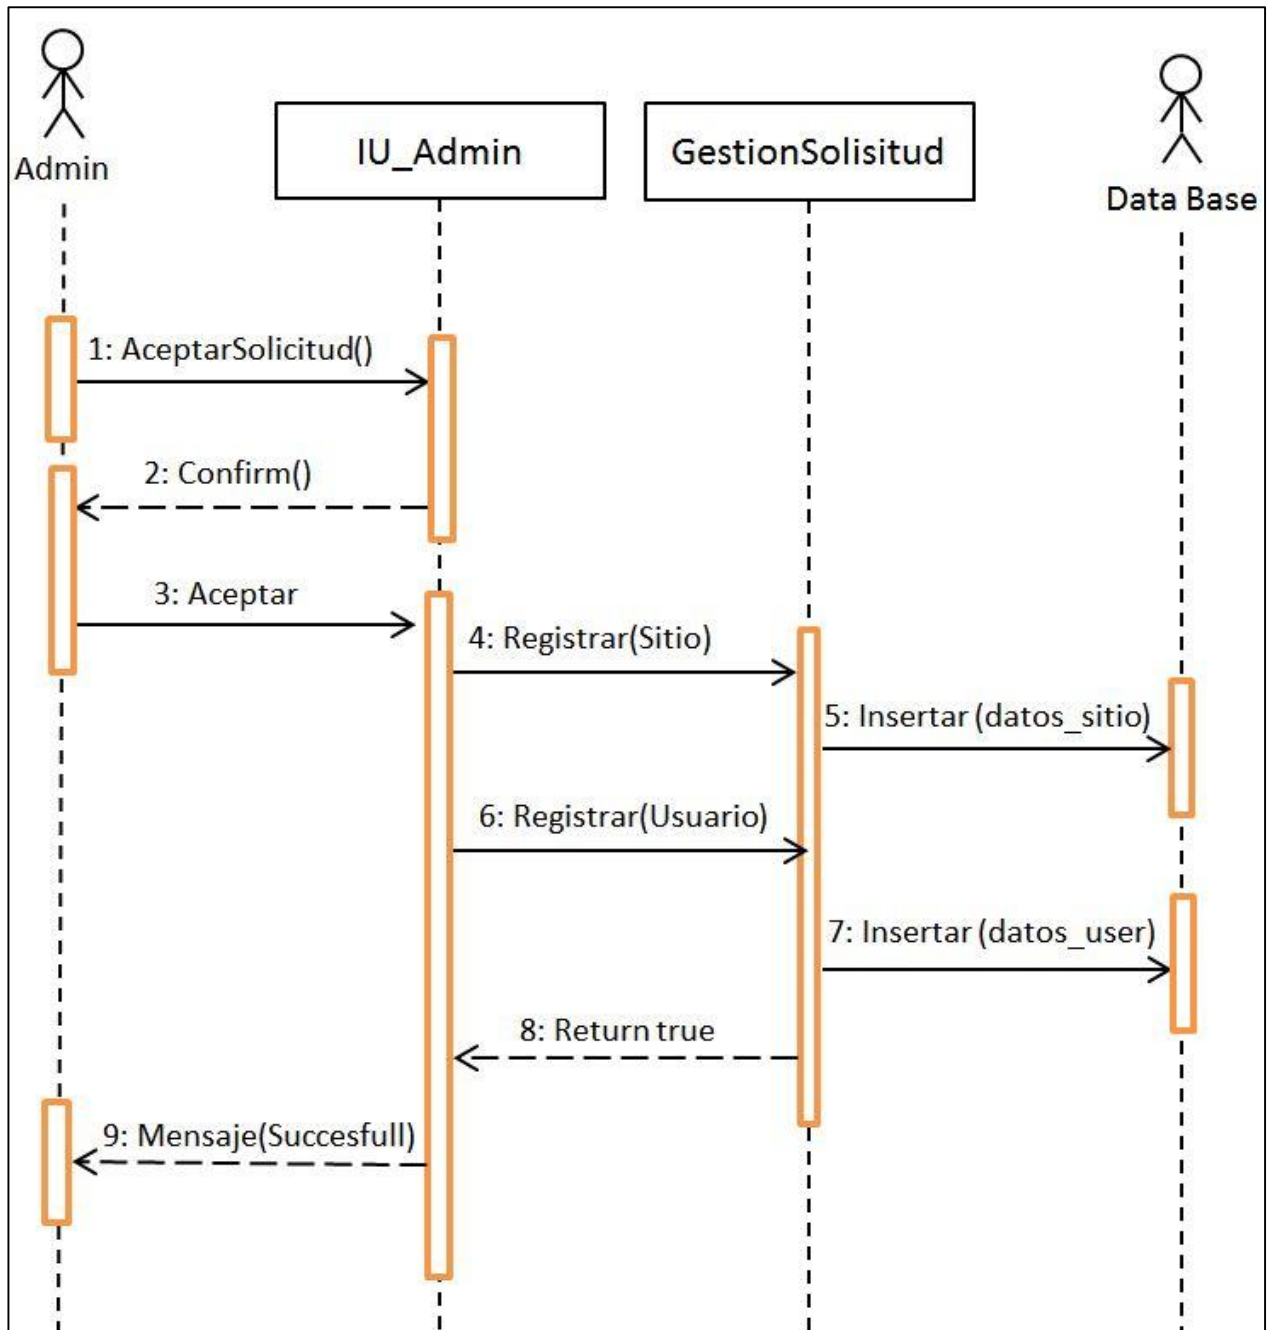 Admin
IU_Admin
GestionSolisitud
Data Base
1: AceptarSolicitud()
2: Confirm()
3: Aceptar
4: Registrar(Sitio)
5: Insertar (datos_sitio)
6: Registrar(Usuario)
7: Insertar (datos_user)
8: Return true
9: Mensaje(Succesfull)